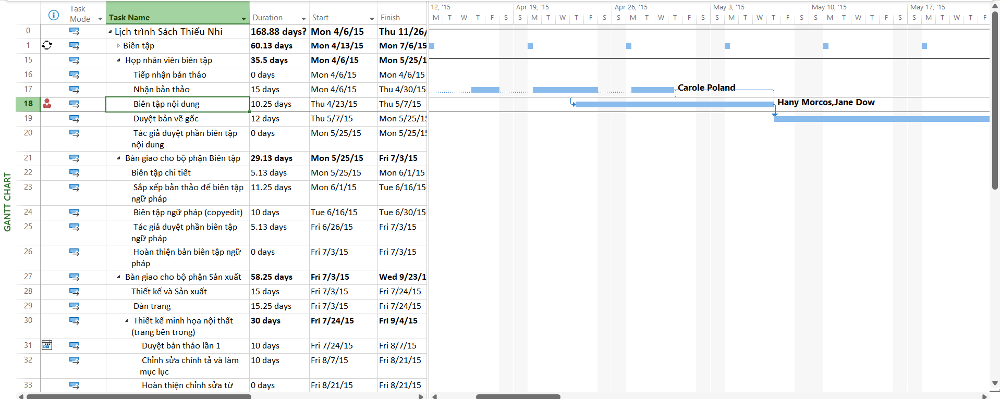 12, '15 Apr 19, '15 Apr 26, '15 May 3, '15 May 10, '15 May 17, '15
Task Mode Task Name Duration Start Finish
M T W T F S S M T W T F S S M T W T F S S M T W T F S S M T W T F S S M T W T F
0 Lịch trình Sách Thiếu Nhi 168.88 days? Mon 4/6/15 Thu 11/26/
1 Biên tập 60.13 days Mon 4/13/15 Mon 7/6/15
15 Họp nhân viên biên tập 35.5 days Mon 4/6/15 Mon 5/25/1
16 Tiếp nhận bản thảo 0 days Mon 4/6/15 Mon 4/6/15
17 Nhận bản thảo 15 days Mon 4/6/15 Thu 4/30/15 Carole Poland
18 Biên tập nội dung 10.25 days Thu 4/23/15 Thu 5/7/15 Hany Morcos,Jane Dow
19 Duyệt bản vẽ gốc 12 days Thu 5/7/15 Mon 5/25/15
20 Tác giả duyệt phần biên tập 0 days Mon 5/25/15 Mon 5/25/15
nội dung
21 Bàn giao cho bộ phận Biên tập 29.13 days Mon 5/25/15 Fri 7/3/15
22 Biên tập chi tiết 5.13 days Mon 5/25/15 Mon 6/1/15
23 Sắp xếp bản thảo để biên tập 11.25 days Mon 6/1/15 Tue 6/16/15
ngữ pháp
24 Biên tập ngữ pháp (copyedit) 10 days Tue 6/16/15 Tue 6/30/15
25 Tác giả duyệt phần biên tập 5.13 days Fri 6/26/15 Fri 7/3/15
ngữ pháp
26 Hoàn thiện bản biên tập ngữ 0 days Fri 7/3/15 Fri 7/3/15
pháp
27 Bàn giao cho bộ phận Sản xuất 58.25 days Fri 7/3/15 Wed 9/23/1
28 Thiết kế và Sản xuất 15 days Fri 7/3/15 Fri 7/24/15
29 Dàn trang 15.25 days Fri 7/3/15 Fri 7/24/15
30 Thiết kế minh họa nội thất 30 days Fri 7/24/15 Fri 9/4/15
(trang bên trong)
31 Duyệt bản thảo lần 1 10 days Fri 7/24/15 Fri 8/7/15
32 Chỉnh sửa chính tả và làm 10 days Fri 8/7/15 Fri 8/21/15
mục lục
33 Hoàn thiện chỉnh sửa từ 0 days Fri 8/21/15 Fri 8/21/15
GANTT CHART